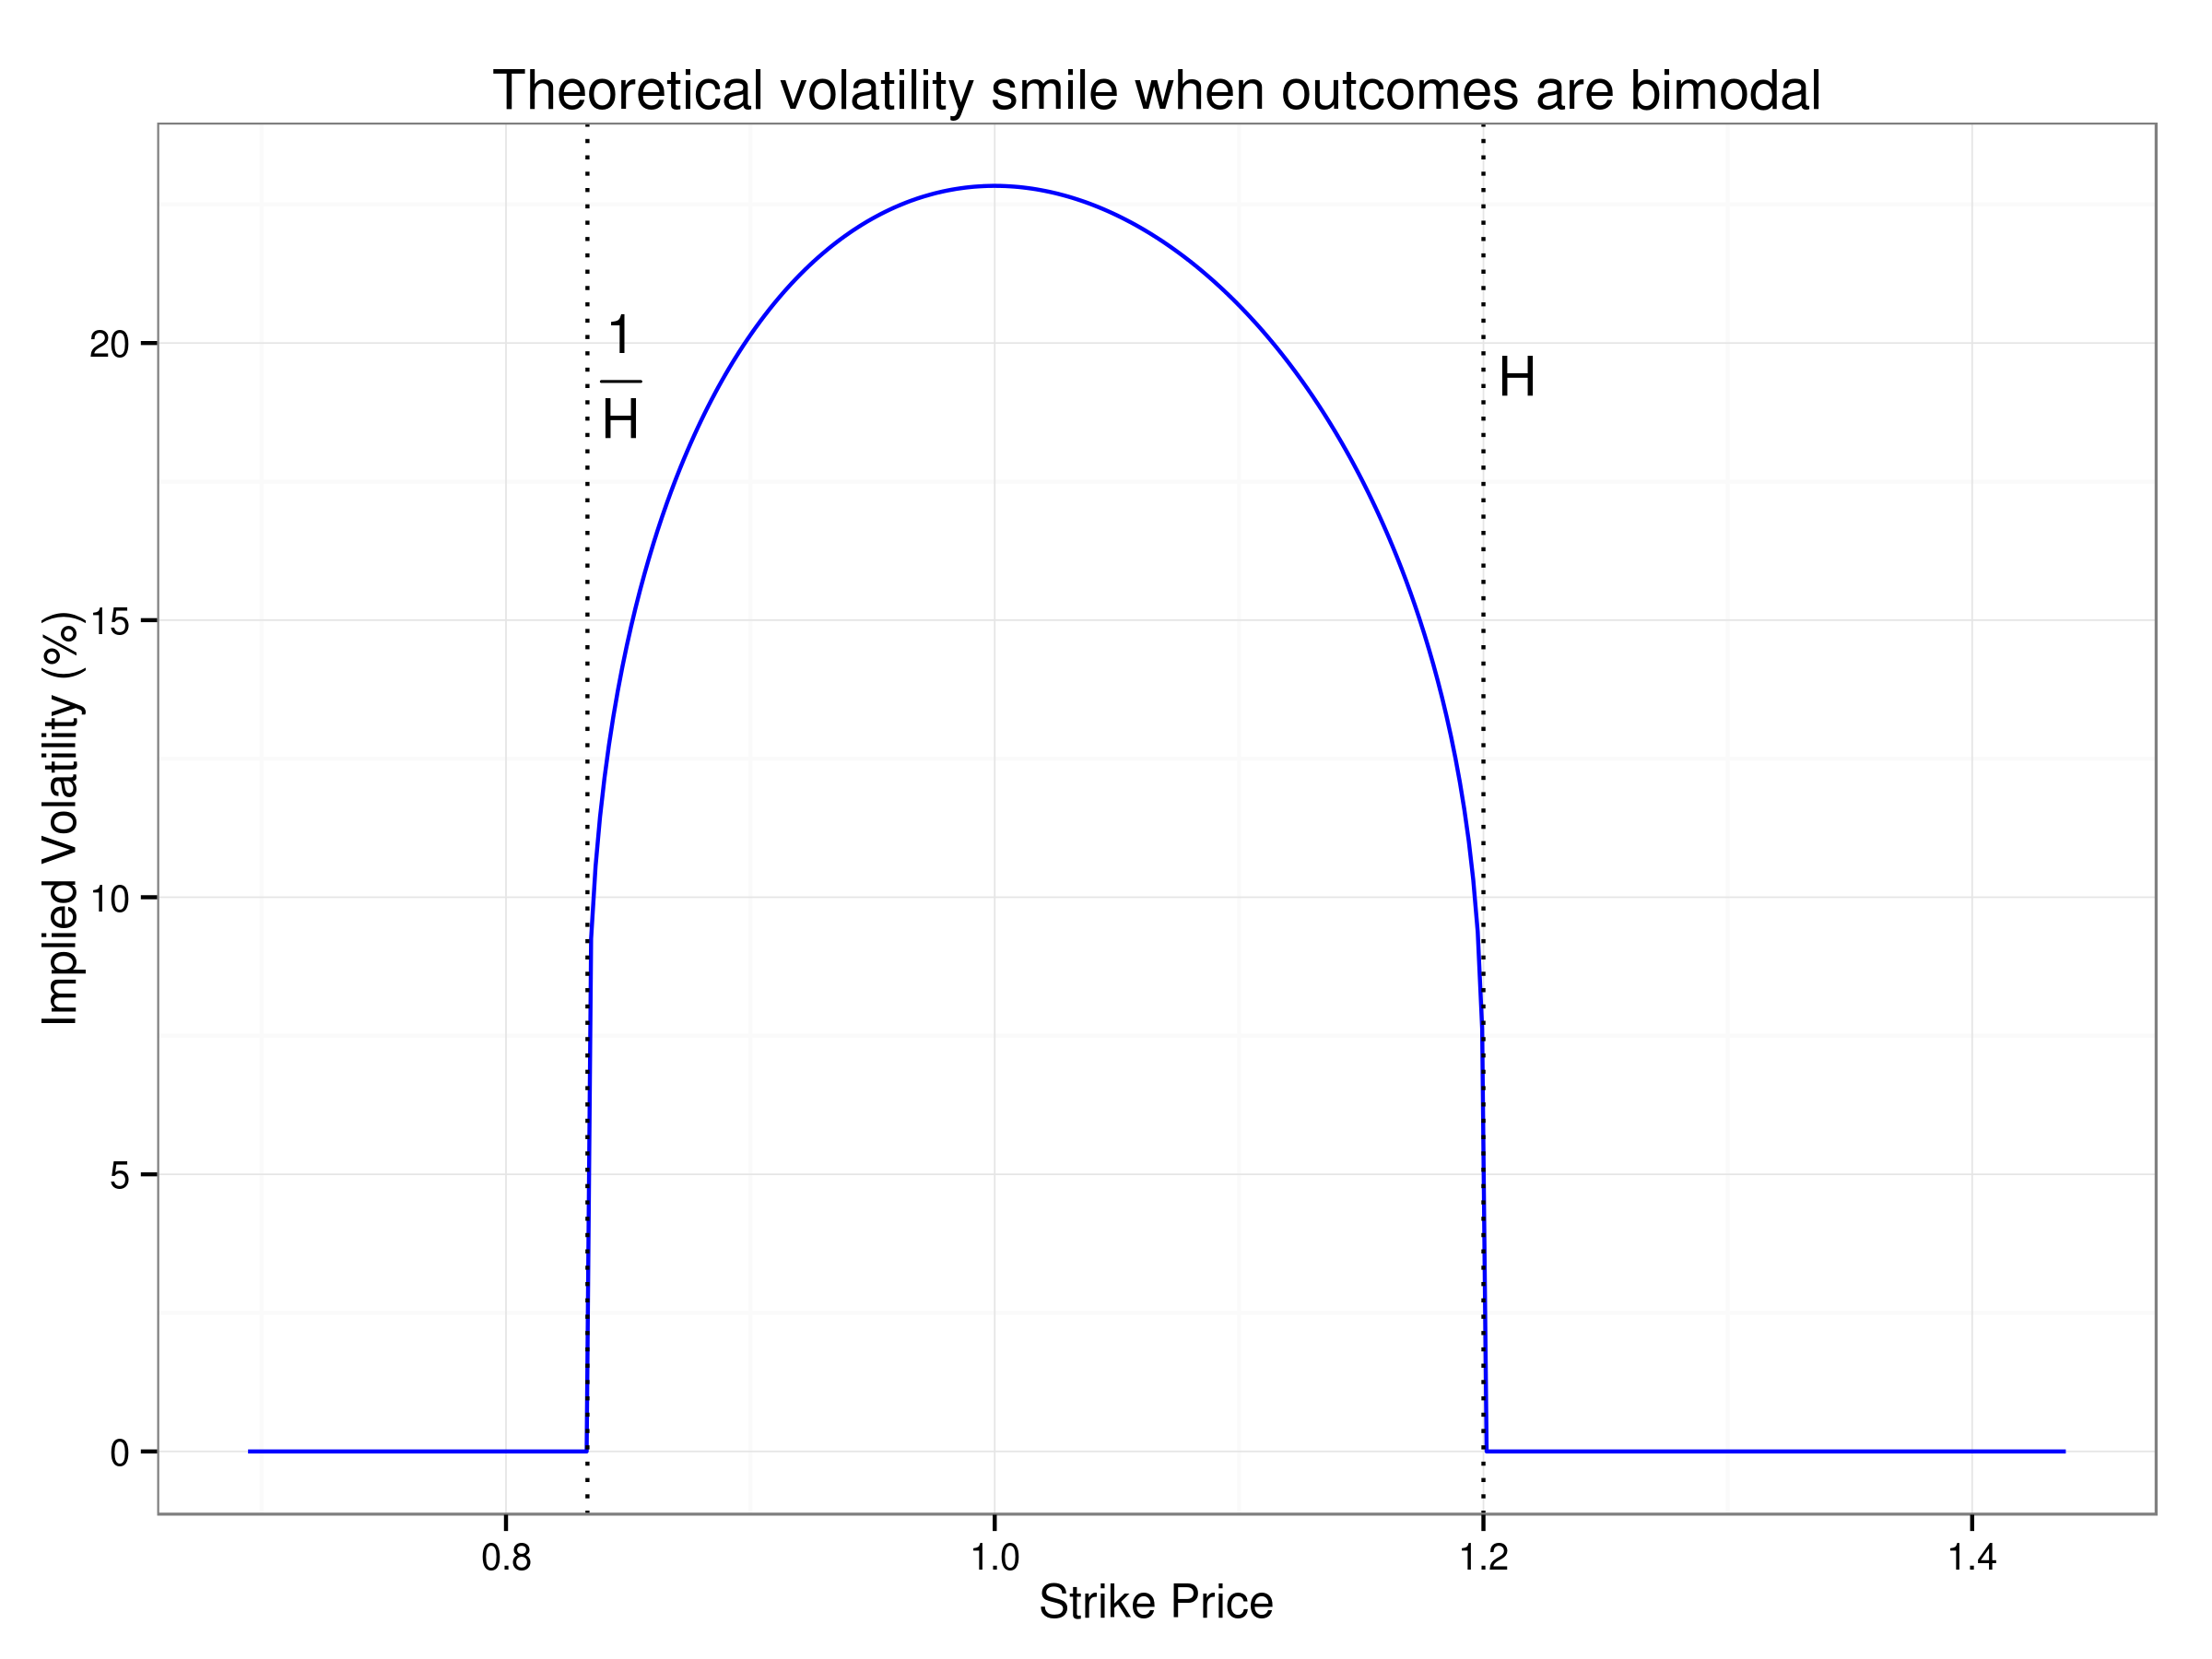 Theoretical volatility smile when outcomes are bimodal
Implied Volatility (%)
20
15
10
5
0
1
H
H
0.8
1.0
1.2
1.4
Strike Price